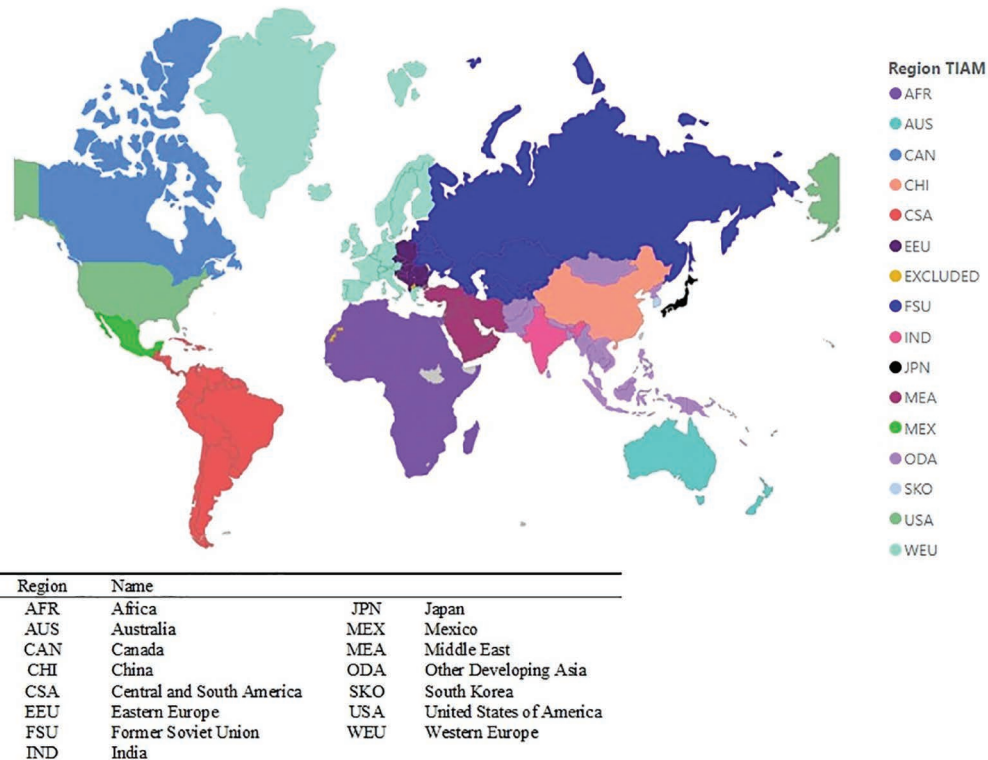 Region TIAM
AFR
AUS
CAN
CHI
CSA
EEU
EXCLUDED
FSU
IND
JPN
MEA
MEX
ODA
SKO
USA
WEU
Region Name
AFR Africa JPN Japan
AUS Australia MEX Mexico
CAN Canada MEA Middle East
CHI China ODA Other Developing Asia
CSA Central and South America SKO South Korea
EEU Eastern Europe USA United States of America
FSU Former Soviet Union WEU Western Europe
IND India